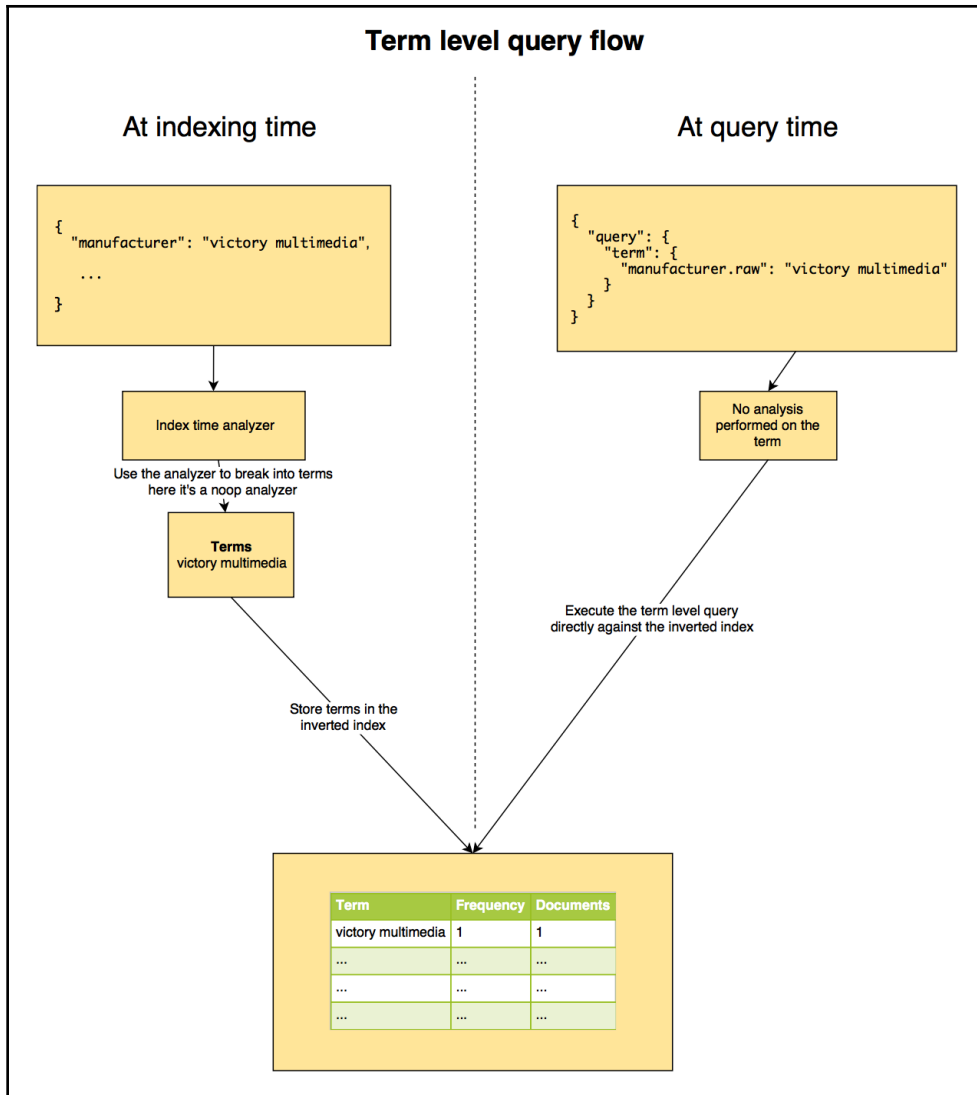 Term level query flow
At indexing time
At query time
{
"manufacturer": "victory multimedia",
...
}
{
"query": {
"term": {
"manufacturer.raw": "victory multimedia"
}
}
}
Index time analyzer
No analysis
performed on the
term
Use the analyzer to break into terms
here it's a noop analyzer
Terms
victory multimedia
Execute the term level query
directly against the inverted index
Store terms in the
inverted index
Term Frequency Documents
victory multimedia 1 1
... ... ...
... ... ...
... ... ...